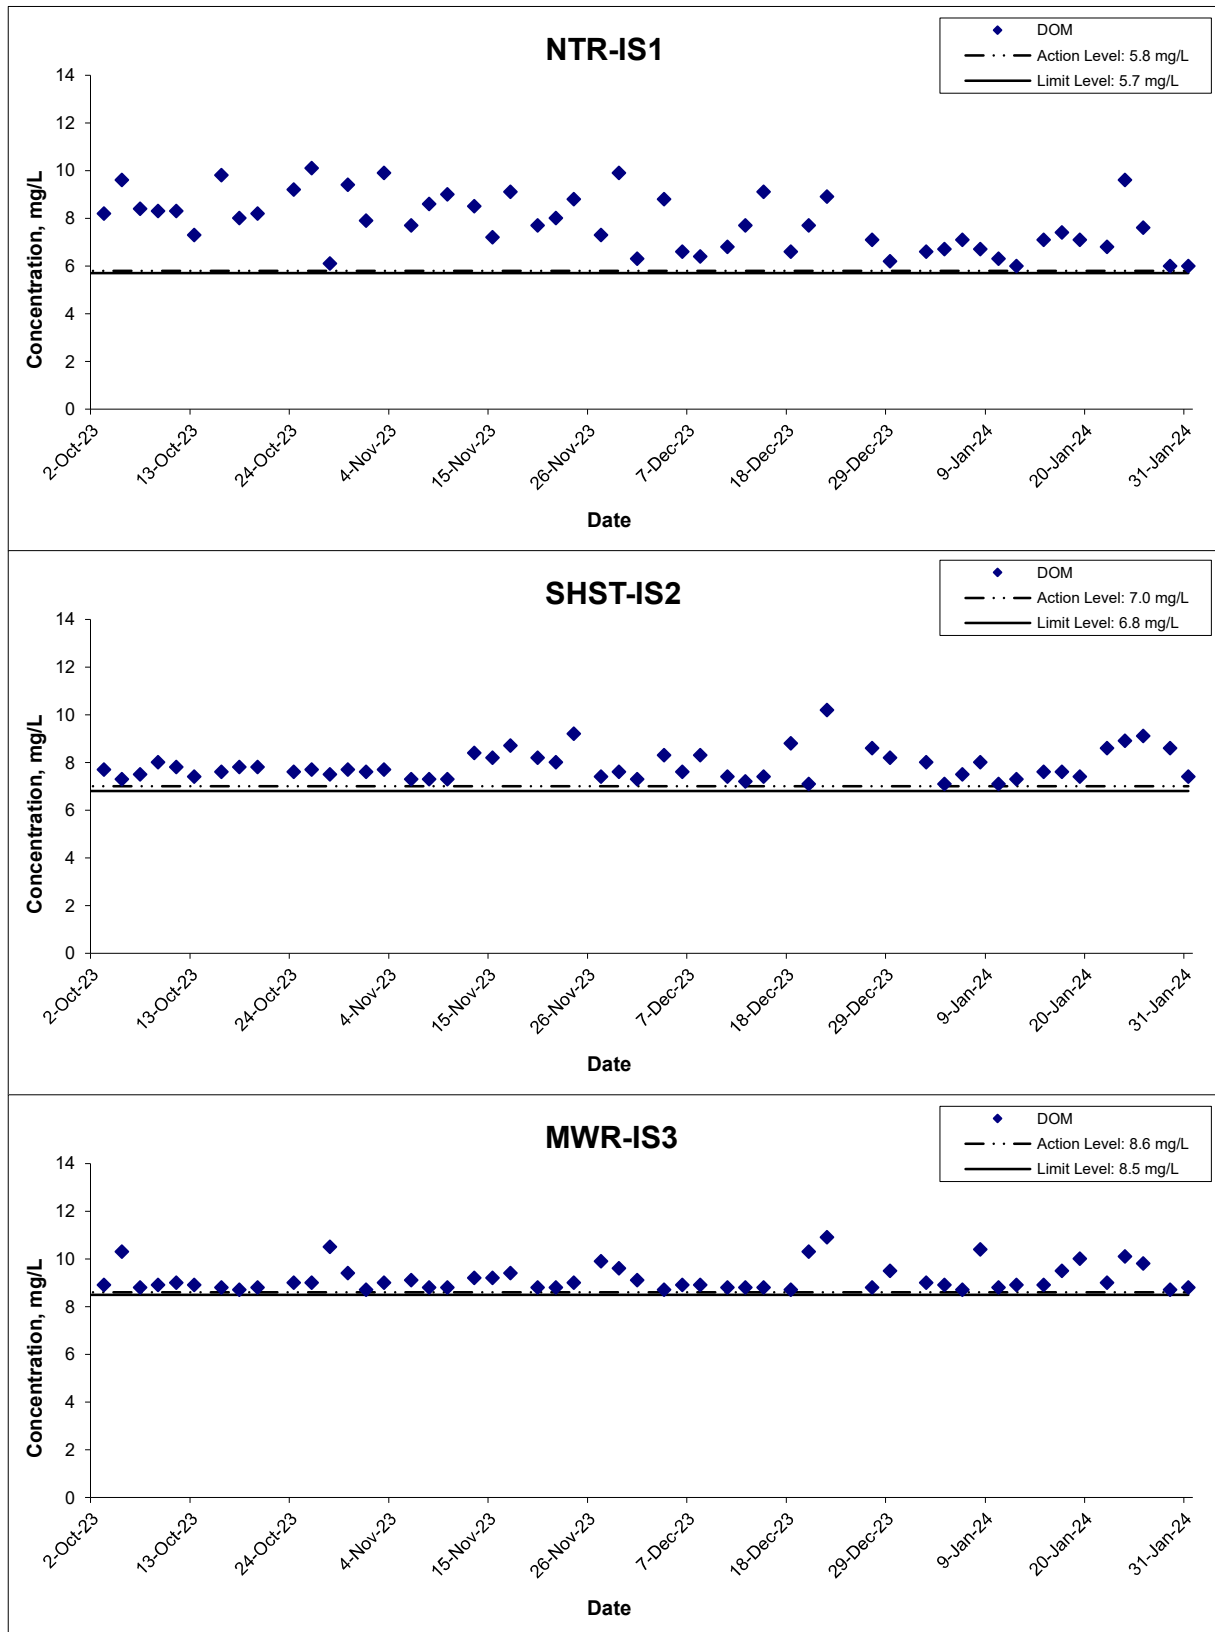 NTR-IS1
DOM
Action Level: 5.8 mg/L
Limit Level: 5.7 mg/L
Concentration, mg/L
14
12
10
8
6
4
2
0
2-Oct-23
13-Oct-23
24-Oct-23
4-Nov-23
15-Nov-23
26-Nov-23
7-Dec-23
18-Dec-23
29-Dec-23
9-Jan-24
20-Jan-24
31-Jan-24
Date
SHST-IS2
DOM
Action Level: 7.0 mg/L
Limit Level: 6.8 mg/L
Concentration, mg/L
14
12
10
8
6
4
2
0
2-Oct-23
13-Oct-23
24-Oct-23
4-Nov-23
15-Nov-23
26-Nov-23
7-Dec-23
18-Dec-23
29-Dec-23
9-Jan-24
20-Jan-24
31-Jan-24
Date
MWR-IS3
DOM
Action Level: 8.6 mg/L
Limit Level: 8.5 mg/L
Concentration, mg/L
14
12
10
8
6
4
2
0
2-Oct-23
13-Oct-23
24-Oct-23
4-Nov-23
15-Nov-23
26-Nov-23
7-Dec-23
18-Dec-23
29-Dec-23
9-Jan-24
20-Jan-24
31-Jan-24
Date